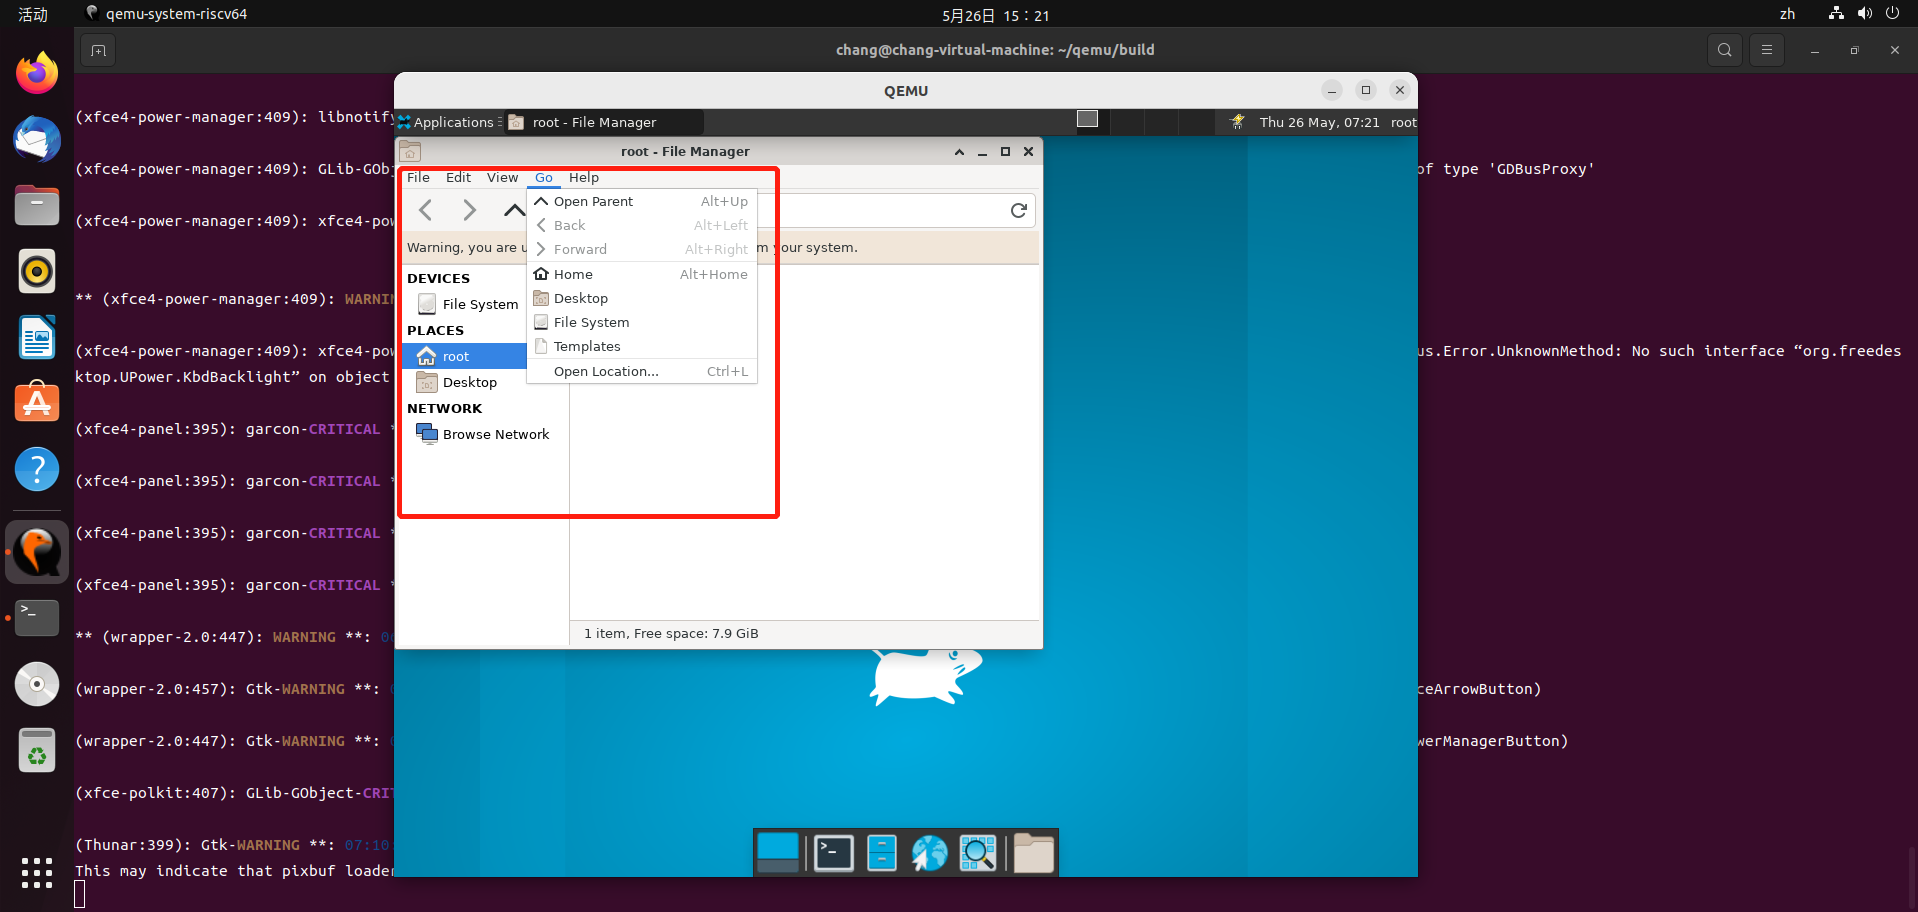 活动
qemu-system-riscv64
5月26日 15：21
zh
chang@chang-virtual-machine: ~/qemu/build
QEMU
Applications
root - File Manager
Thu 26 May, 07:21 root
root - File Manager
File Edit View Go Help
Open Parent Alt+Up
Back Alt+Left
Forward Alt+Right
Home Alt+Home
Desktop
File System
Templates
Open Location... Ctrl+L
Warning, you are
your system.
DEVICES
File System
PLACES
root
Desktop
NETWORK
Browse Network
1 item, Free space: 7.9 GiB
(xfce4-power-manager:409): libnotify
(xfce4-power-manager:409): GLib-GObj
of type 'GDBusProxy'
(xfce4-power-manager:409): xfce4-pow
** (xfce4-power-manager:409): WARNIN
(xfce4-power-manager:409): xfce4-pow
us.Error.UnknownMethod: No such interface “org.freedes
ktop.UPower.KbdBacklight” on object
(xfce4-panel:395): garcon-CRITICAL *
(xfce4-panel:395): garcon-CRITICAL *
(xfce4-panel:395): garcon-CRITICAL *
(xfce4-panel:395): garcon-CRITICAL *
** (wrapper-2.0:447): WARNING **:
(wrapper-2.0:457): Gtk-WARNING **:
ceArrowButton)
(wrapper-2.0:447): Gtk-WARNING **:
werManagerButton)
(xfce-polkit:407): GLib-GObject-CRIT
(Thunar:399): Gtk-WARNING **: 07:10:
This may indicate that pixbuf loader